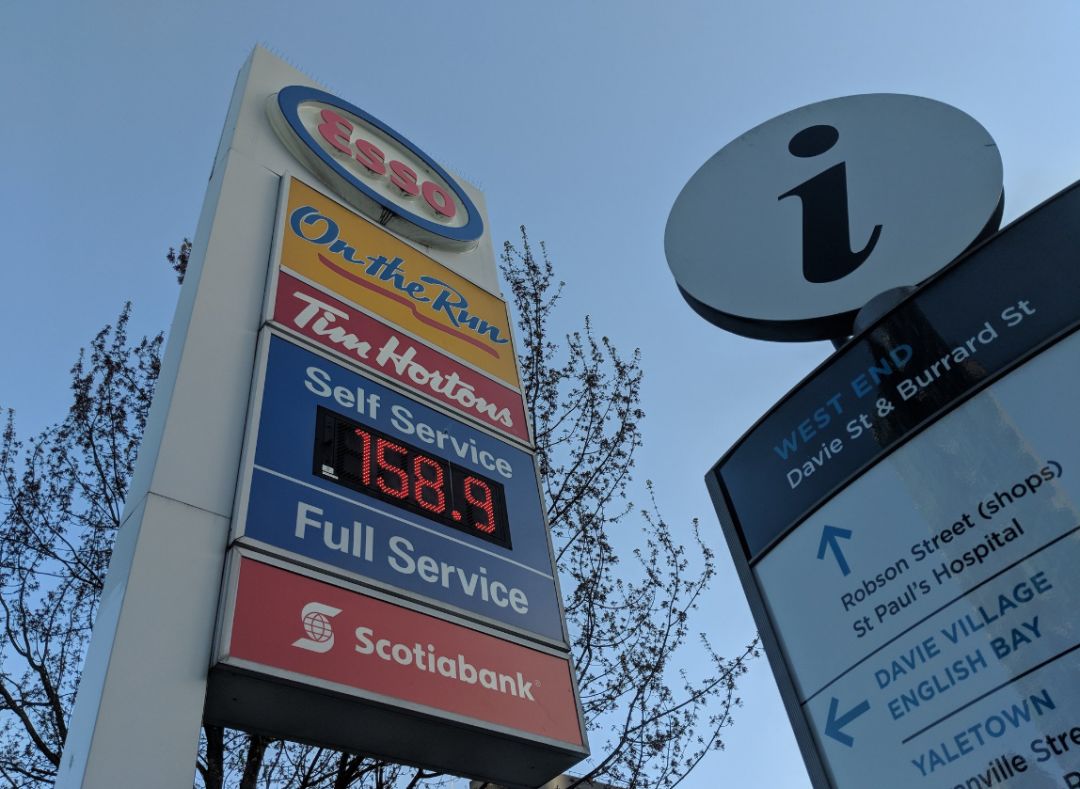 Esso
On the Run
Tim Hortons
Self Service
158.9
Full Service
Scotiabank
i
WEST END
Davie St & Burrard St
Robson Street (shops)
St Paul's Hospital
DAVIE VILLAGE
ENGLISH BAY
YALETOWN